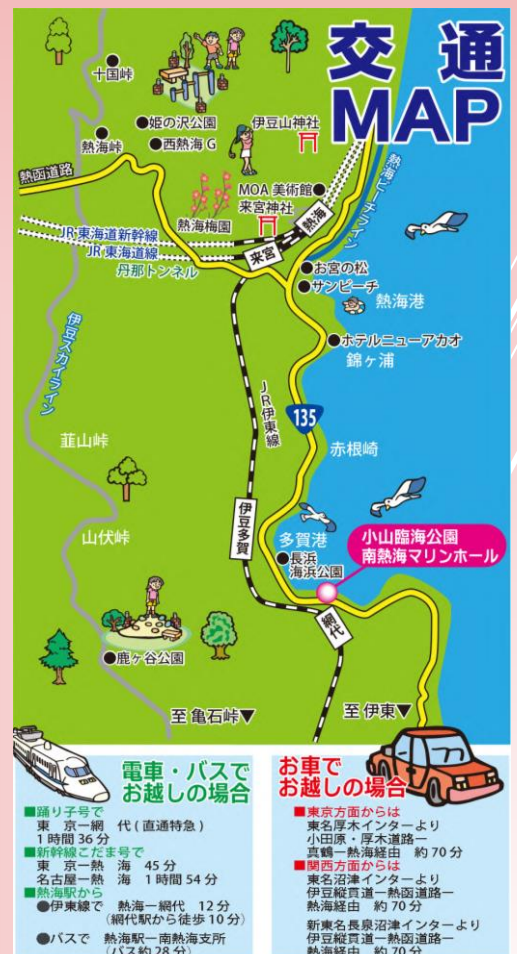 交通
MAP
十国峠
姫の沢公園
伊豆山神社
熱海峠
西熱海G
熱函道路
MOA美術館
来宮神社
熱海梅園
熱海
熱海ビーチライン
JR東海道新幹線
JR東海道線
来宮
丹那トンネル
お宮の松
サンビーチ
熱海港
伊豆スカイライン
ホテルニューアカオ
錦ヶ浦
JR伊東線
135
赤根崎
韮山峠
伊豆多賀
山伏峠
多賀港
小山臨海公園
南熱海マリンホール
長浜
海浜公園
網代
鹿ヶ谷公園
至亀石峠▼
至伊東▼
電車・バスで
お越しの場合
■踊り子号で
東 京ー網 代(直通特急)
1時間36分
■新幹線こだま号で
東 京ー熱 海 45分
名古屋ー熱 海 1時間54分
■熱海駅から
●伊東線で 熱海ー網代 12分
(網代駅から徒歩10分)
●バスで 熱海駅ー南熱海支所
(バス約28分)
お車で
お越しの場合
■東京方面からは
東名厚木インターより
小田原・厚木道路ー
真鶴ー熱海経由 約70分
■関西方面からは
東名沼津インターより
伊豆縦貫道ー熱函道路ー
熱海経由 約70分
新東名長泉沼津インターより
伊豆縦貫道ー熱函道路ー
熱海経由 約70分